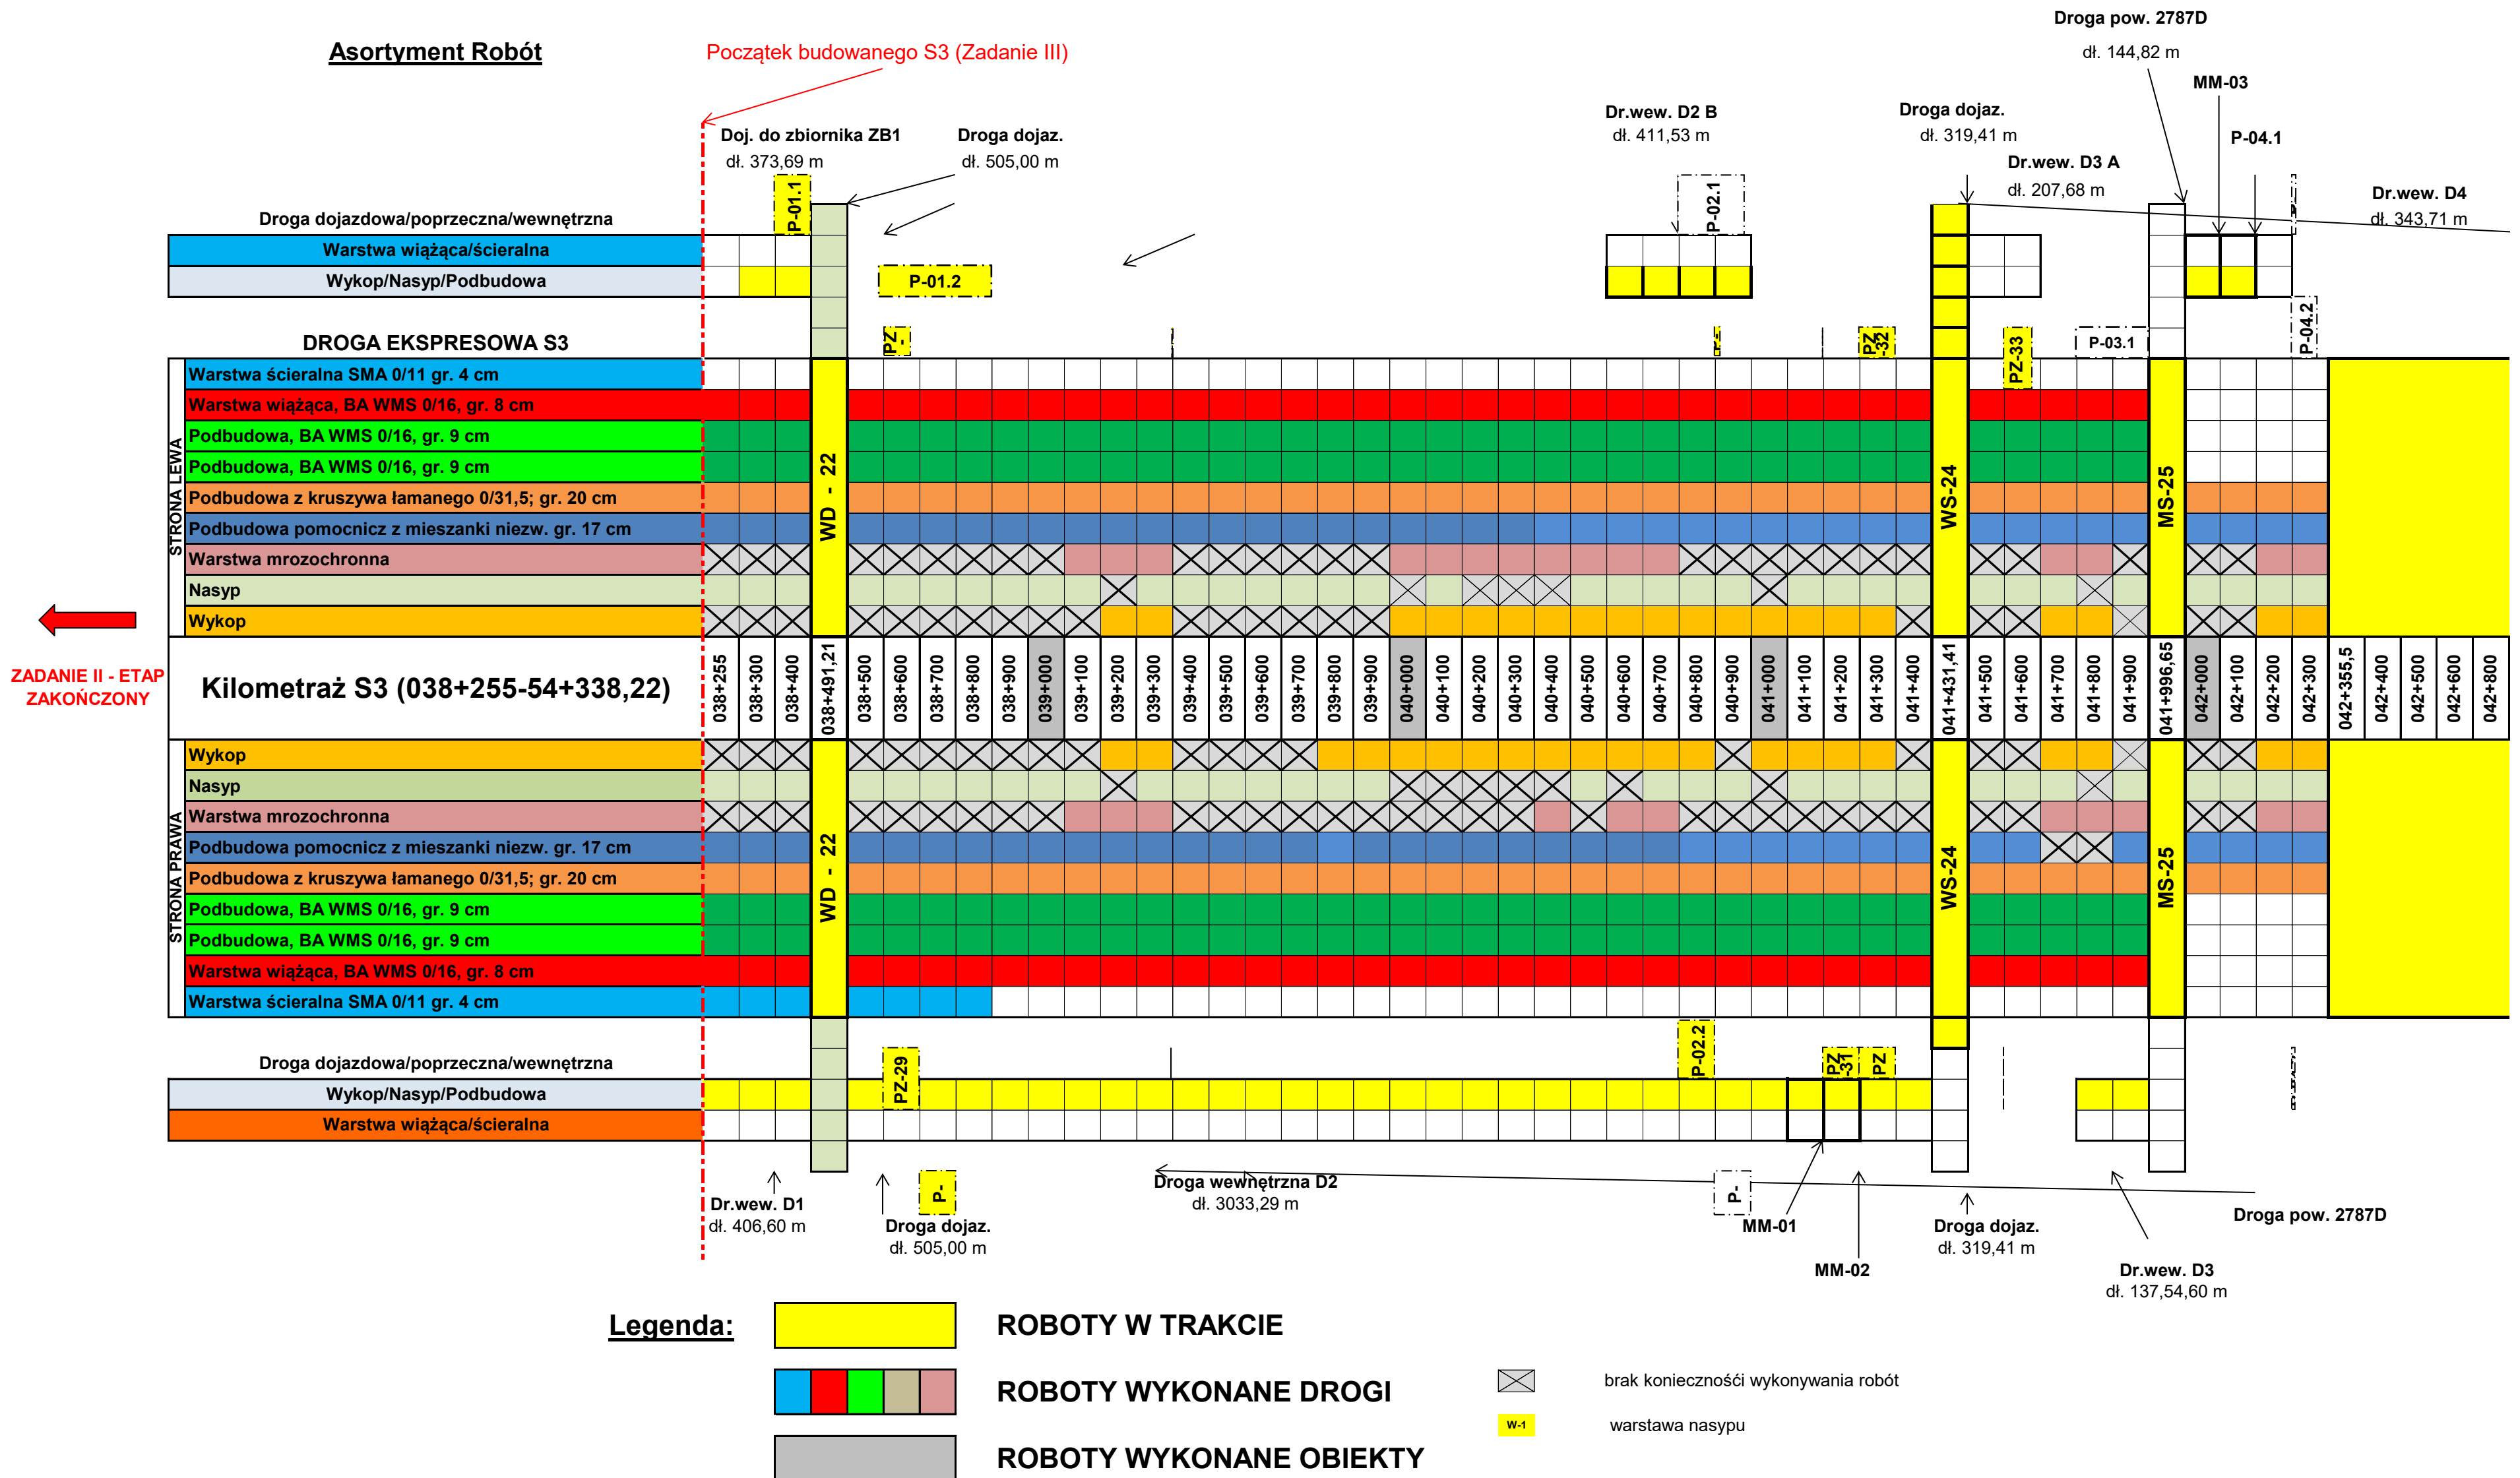 Asortyment Robót
Początek budowanego S3 (Zadanie III)
Droga pow. 2787D
dł. 144,82 m
MM-03
P-04.1
Doj. do zbiornika ZB1
dł. 373,69 m
Droga dojaz.
dł. 505,00 m
Dr.wew. D2 B
dł. 411,53 m
Droga dojaz.
dł. 319,41 m
Dr.wew. D3 A
dł. 207,68 m
Dr.wew. D4
dł. 343,71 m
P-01.1
P-02.1
Droga dojazdowa/poprzeczna/wewnętrzna
Warstwa wiążąca/ścieralna
Wykop/Nasyp/Podbudowa
P-01.2
P-04.2
DROGA EKSPRESOWA S3
PZ
-
PZ
-32
PZ-33
P-03.1
STRONA LEWA
Warstwa ścieralna SMA 0/11 gr. 4 cm
Warstwa wiążąca, BA WMS 0/16, gr. 8 cm
Podbudowa, BA WMS 0/16, gr. 9 cm
Podbudowa, BA WMS 0/16, gr. 9 cm
Podbudowa z kruszywa łamanego 0/31,5; gr. 20 cm
Podbudowa pomocnicz z mieszanki niezw. gr. 17 cm
Warstwa mrozochronna
Nasyp
Wykop
WD - 22
WS-24
MS-25
ZADANIE II - ETAP
ZAKOŃCZONY
Kilometraż S3 (038+255-54+338,22)
038+255
038+300
038+400
038+491,21
038+500
038+600
038+700
038+800
038+900
039+000
039+100
039+200
039+300
039+400
039+500
039+600
039+700
039+800
039+900
040+000
040+100
040+200
040+300
040+400
040+500
040+600
040+700
040+800
040+900
041+000
041+100
041+200
041+300
041+400
041+431,41
041+500
041+600
041+700
041+800
041+900
041+996,65
042+000
042+100
042+200
042+300
042+355,5
042+400
042+500
042+600
042+800
STRONA PRAWA
Wykop
Nasyp
Warstwa mrozochronna
Podbudowa pomocnicz z mieszanki niezw. gr. 17 cm
Podbudowa z kruszywa łamanego 0/31,5; gr. 20 cm
Podbudowa, BA WMS 0/16, gr. 9 cm
Podbudowa, BA WMS 0/16, gr. 9 cm
Warstwa wiążąca, BA WMS 0/16, gr. 8 cm
Warstwa ścieralna SMA 0/11 gr. 4 cm
WD - 22
WS-24
MS-25
Droga dojazdowa/poprzeczna/wewnętrzna
Wykop/Nasyp/Podbudowa
Warstwa wiążąca/ścieralna
PZ-29
P-02.2
PZ
-31
PZ
P-
P-
Dr.wew. D1
dł. 406,60 m
Droga dojaz.
dł. 505,00 m
Droga wewnętrzna D2
dł. 3033,29 m
MM-01
MM-02
Droga dojaz.
dł. 319,41 m
Dr.wew. D3
dł. 137,54,60 m
Droga pow. 2787D
Legenda:
ROBOTY W TRAKCIE
ROBOTY WYKONANE DROGI
ROBOTY WYKONANE OBIEKTY
brak koniecznośći wykonywania robót
W-1
warstawa nasypu